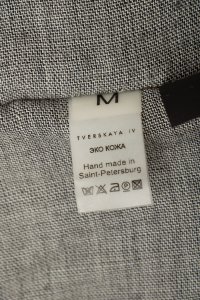 M
TVERSKAYA IV
ЭКО КОЖА
Hand made in
Saint-Petersburg